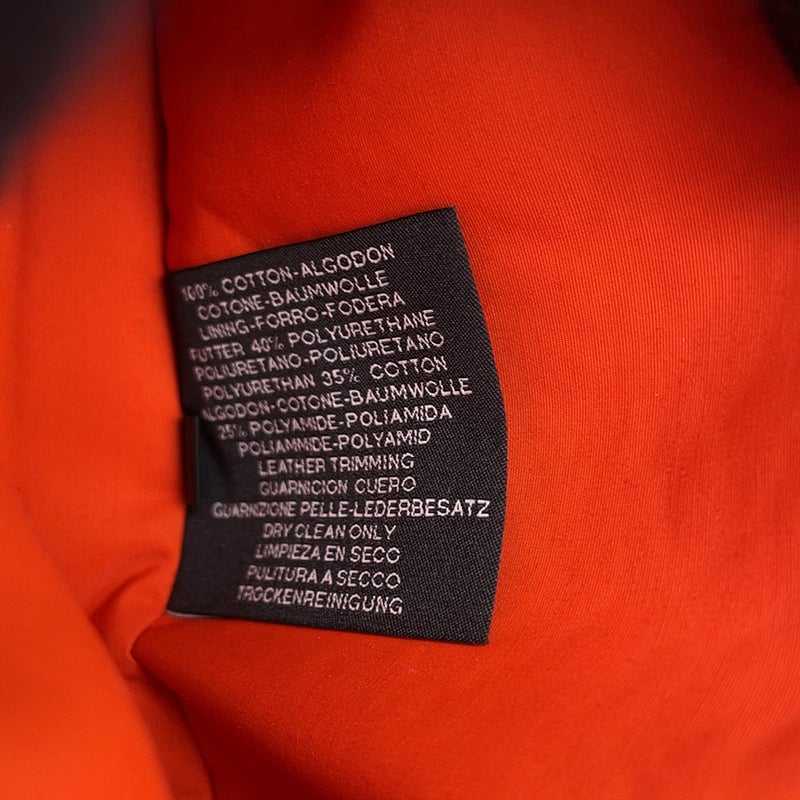 100% COTTON-ALGODON
COTONE-BAUMWOLLE
LINING-FORRO-FODERA
FUTTER 40% POLYURETHANE
POLIURETANO-POLIURETANO
POLYURETHAN 35% COTTON
ALGODON-COTONE-BAUMWOLLE
25% POLYAMIDE-POLIAMIDA
POLIAMMIDE-POLYAMID
LEATHER TRIMMING
GUARNICION CUERO
GUARNIZIONE PELLE-LEDERBESATZ
DRY CLEAN ONLY
LIMPIEZA EN SECO
PULITURA A SECCO
TROCKENREINIGUNG